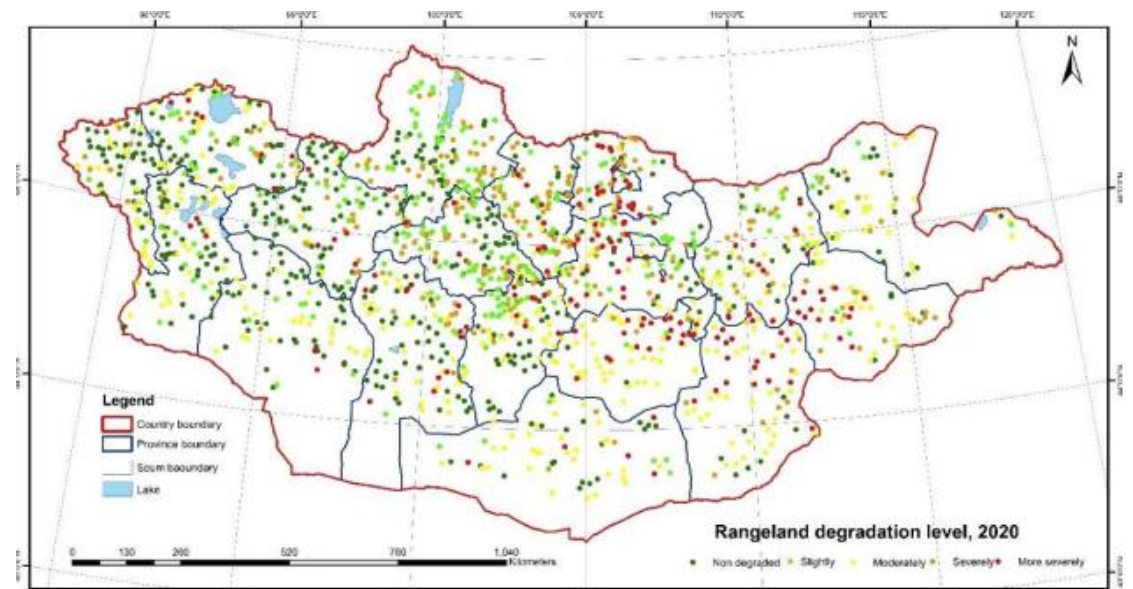 N
Legend
Country boundary
Province boundary
Soum baoundary
Lake
0 130 260 520 780 1,040
Kilometers
Rangeland degradation level, 2020
Non degraded Slightly Moderately Severely More severely